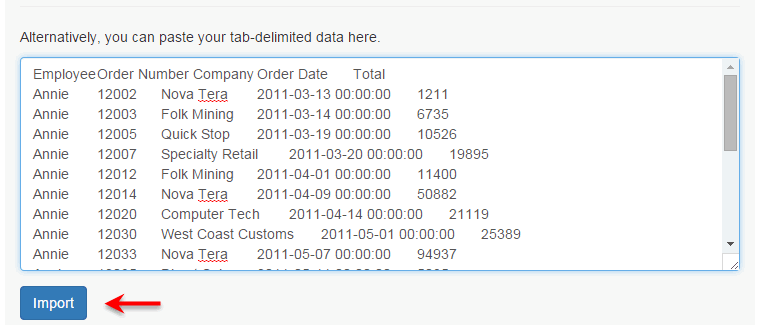 Alternatively, you can paste your tab-delimited data here.
Employee Order Number Company Order Date Total
Annie 12002 Nova Tera 2011-03-13 00:00:00 1211
Annie 12003 Folk Mining 2011-03-14 00:00:00 6735
Annie 12005 Quick Stop 2011-03-19 00:00:00 10526
Annie 12007 Specialty Retail 2011-03-20 00:00:00 19895
Annie 12012 Folk Mining 2011-04-01 00:00:00 11400
Annie 12014 Nova Tera 2011-04-09 00:00:00 50882
Annie 12020 Computer Tech 2011-04-14 00:00:00 21119
Annie 12030 West Coast Customs 2011-05-01 00:00:00 25389
Annie 12033 Nova Tera 2011-05-07 00:00:00 94937
Import